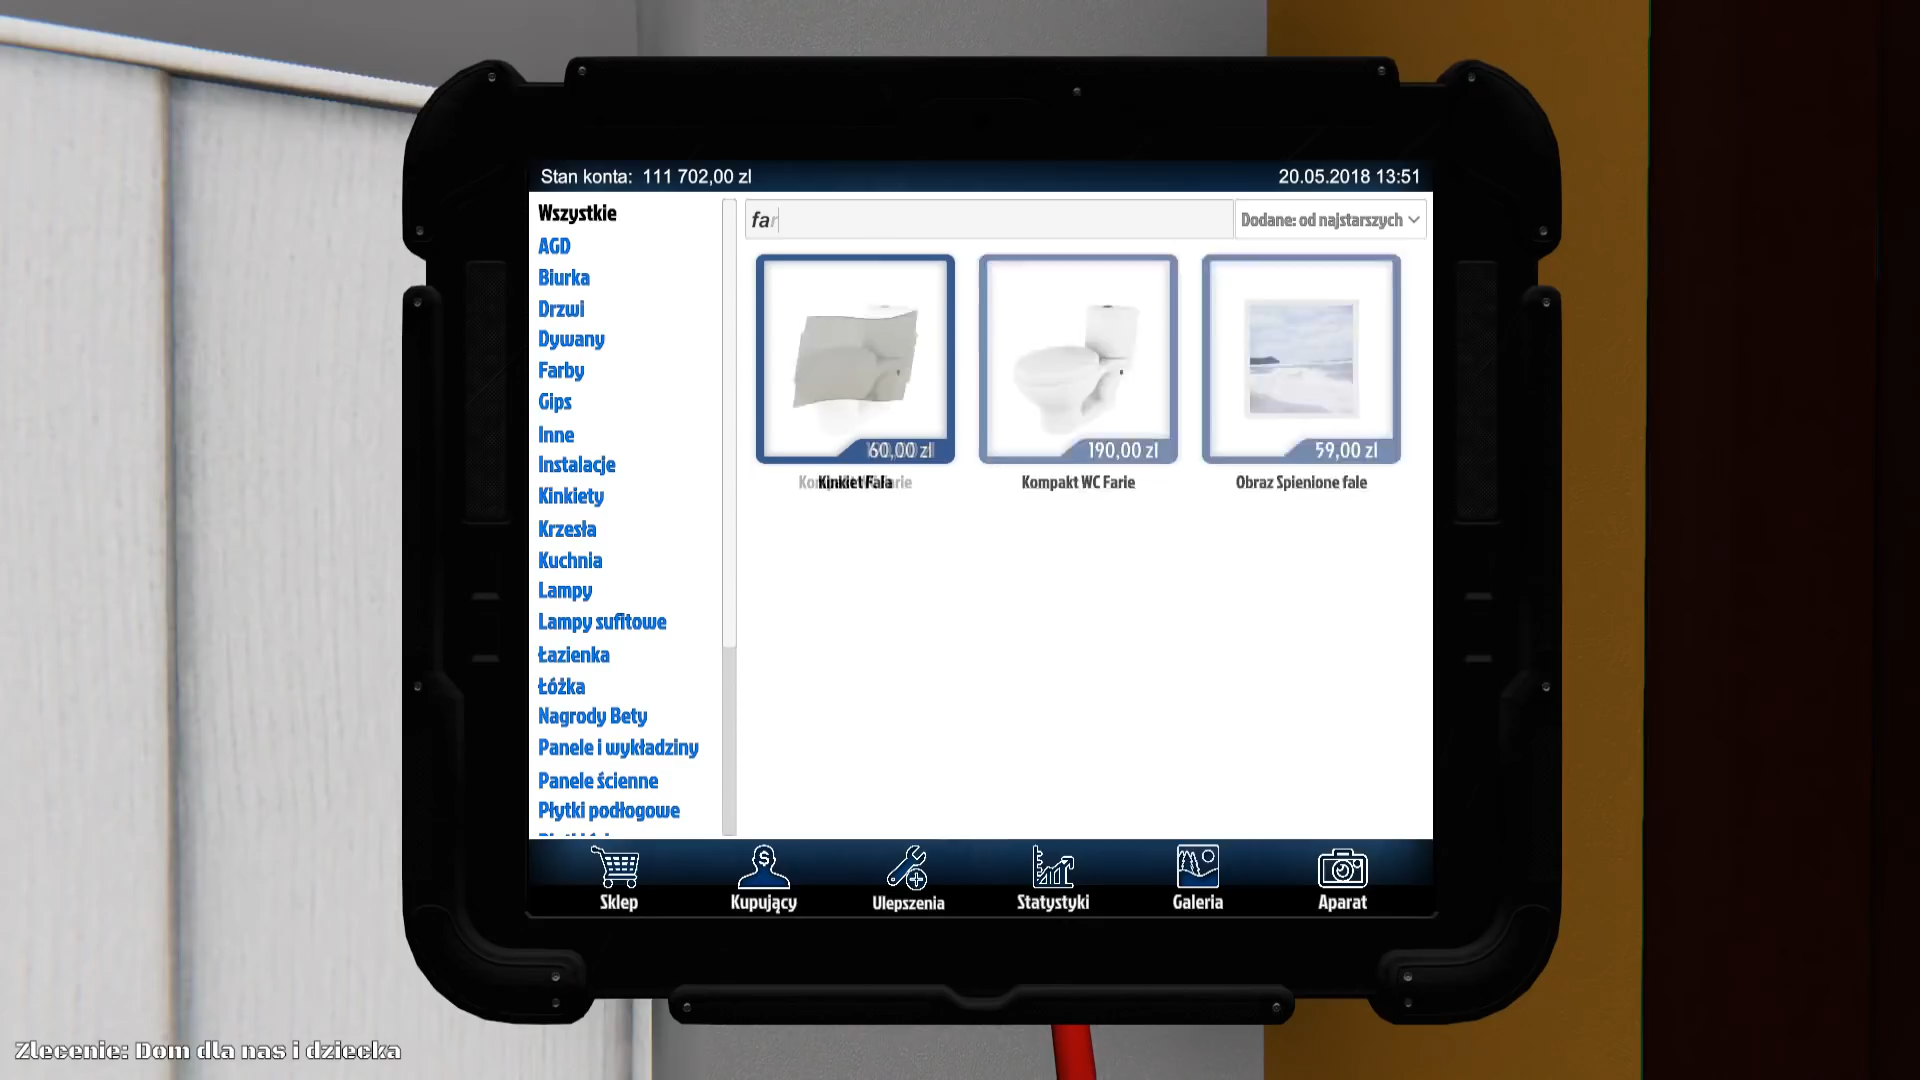 Stan konta: 111 702,00 zl
20.05.2018 13:51
Wszystkie
AGD
Biurka
Drzwi
Dywany
Farby
Gips
Inne
Instalacje
Kinkiety
Krzesła
Kuchnia
Lampy
Lampy sufitowe
Łazienka
Łóżka
Nagrody Bety
Panele i wykładziny
Panele ścienne
Płytki podłogowe
far
Dodane: od najstarszych
60,00 zl
Kinkiet Fala
190,00 zl
Kompakt WC Farie
59,00 zl
Obraz Spienione fale
Sklep
Kupujący
Ulepszenia
Statystyki
Galeria
Aparat
Zlecenie: Dom dla nas i dziecka